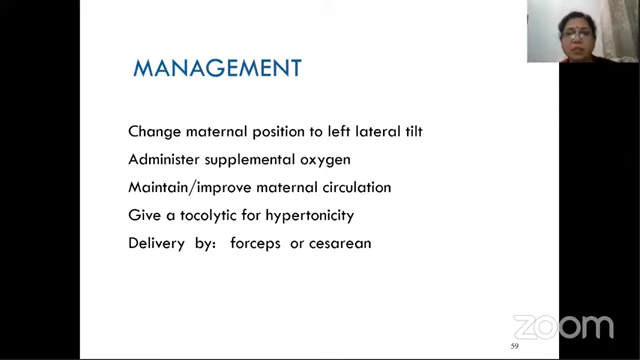 MANAGEMENT
Change maternal position to left lateral tilt
Administer supplemental oxygen
Maintain/improve maternal circulation
Give a tocolytic for hypertonicity
Delivery by: forceps or cesarean
zoom
59